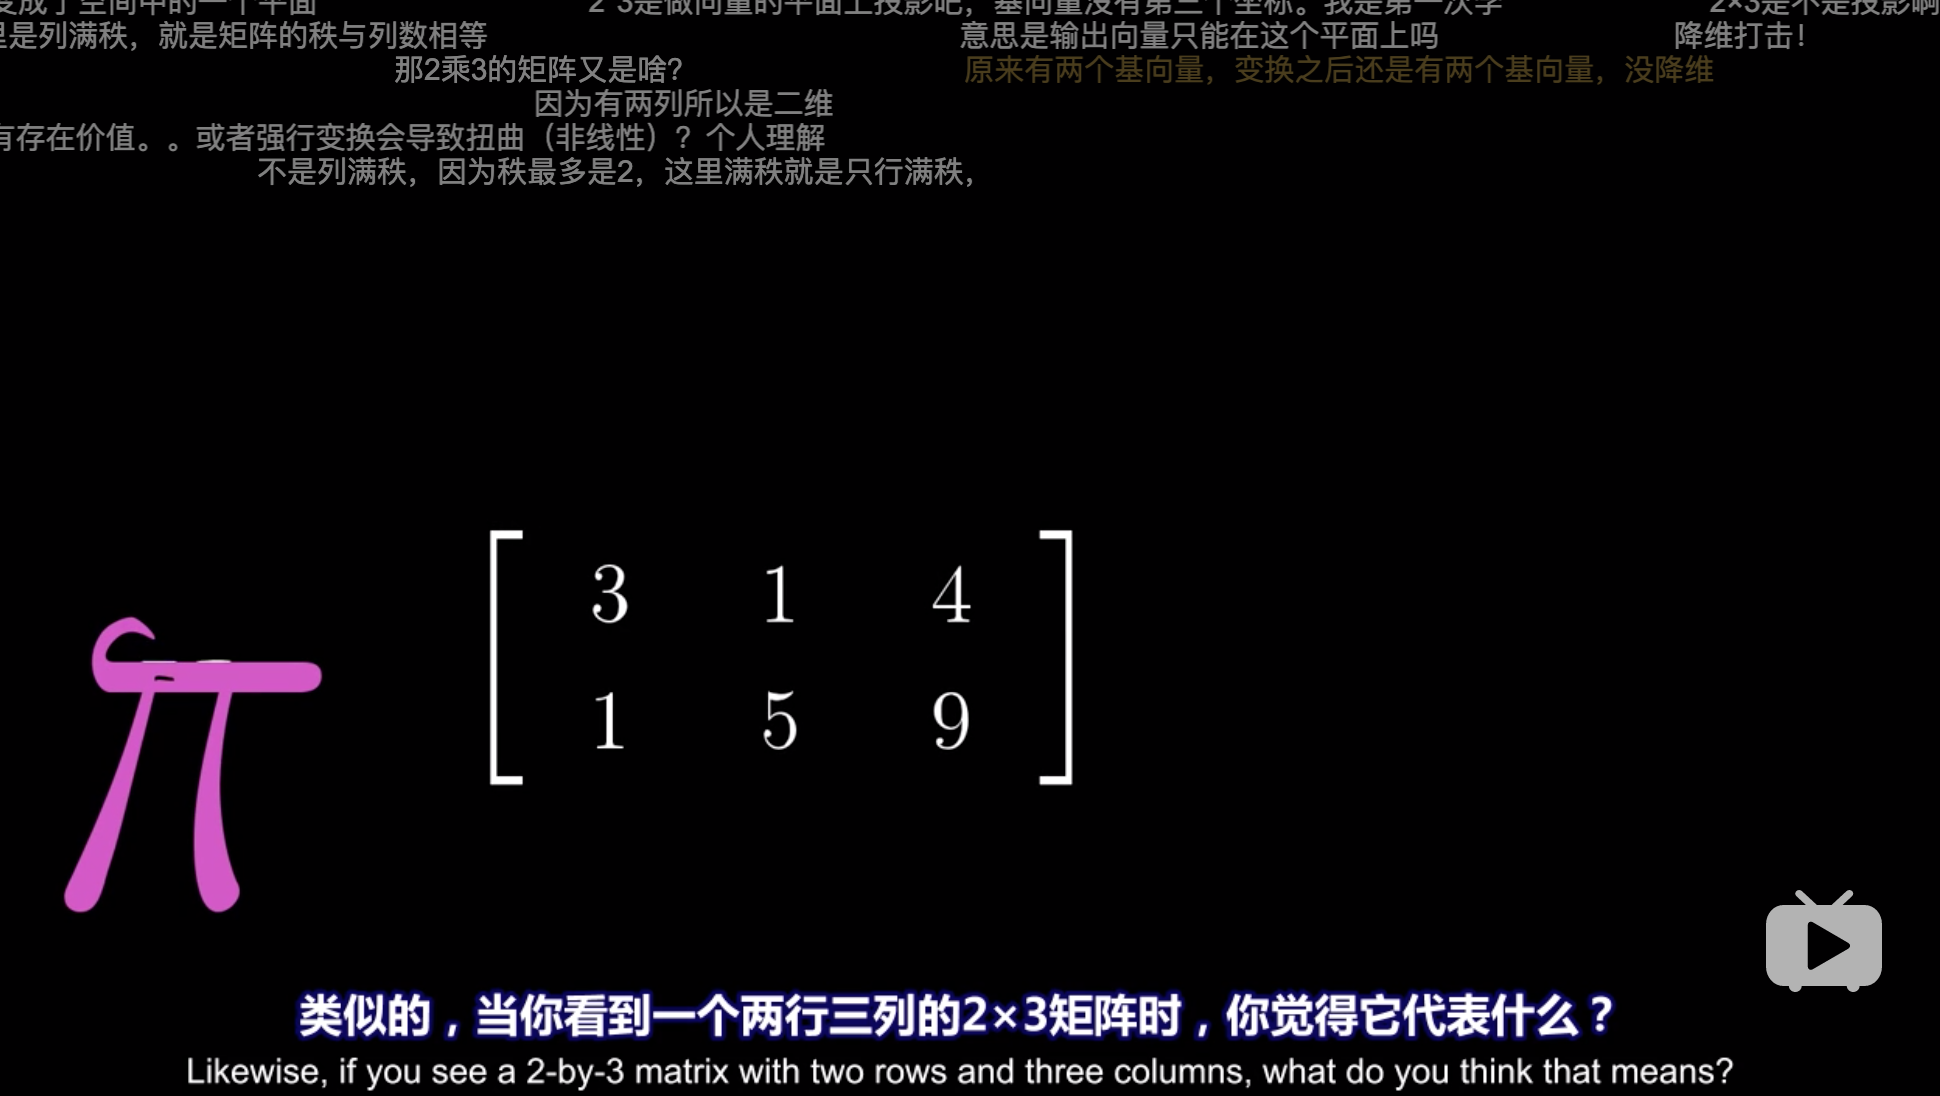 变成了空间中的一个平面 2*3是做向量的平面上投影吧，基向量没有第三个坐标。我是第一次学 2×3是不是投影啊
里是列满秩，就是矩阵的秩与列数相等 意思是输出向量只能在这个平面上吗 降维打击！
那2乘3的矩阵又是啥？ 原来有两个基向量，变换之后还是有两个基向量，没降维
因为有两列所以是二维
有存在价值。。或者强行变换会导致扭曲（非线性）？个人理解
不是列满秩，因为秩最多是2，这里满秩就是只行满秩，
3 1 4
1 5 9
类似的，当你看到一个两行三列的2×3矩阵时，你觉得它代表什么？
Likewise, if you see a 2-by-3 matrix with two rows and three columns, what do you think that means?